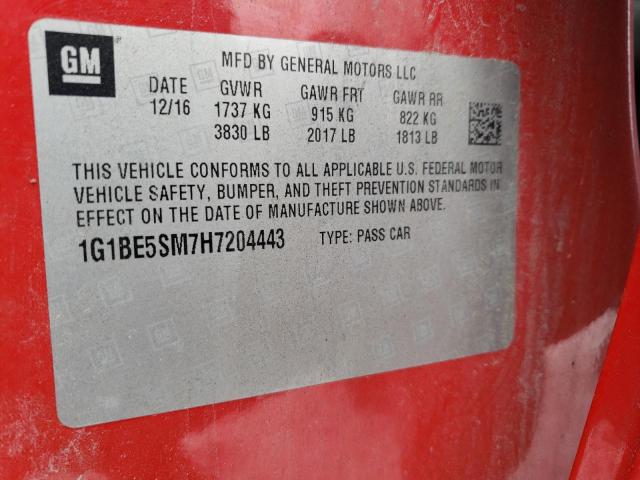 GM
MFD BY GENERAL MOTORS LLC
DATE GVWR GAWR FRT GAWR RR
12/16 1737 KG 915 KG 822 KG
3830 LB 2017 LB 1813 LB
THIS VEHICLE CONFORMS TO ALL APPLICABLE U.S. FEDERAL MOTOR
VEHICLE SAFETY, BUMPER, AND THEFT PREVENTION STANDARDS IN
EFFECT ON THE DATE OF MANUFACTURE SHOWN ABOVE.
1G1BE5SM7H7204443 TYPE: PASS CAR